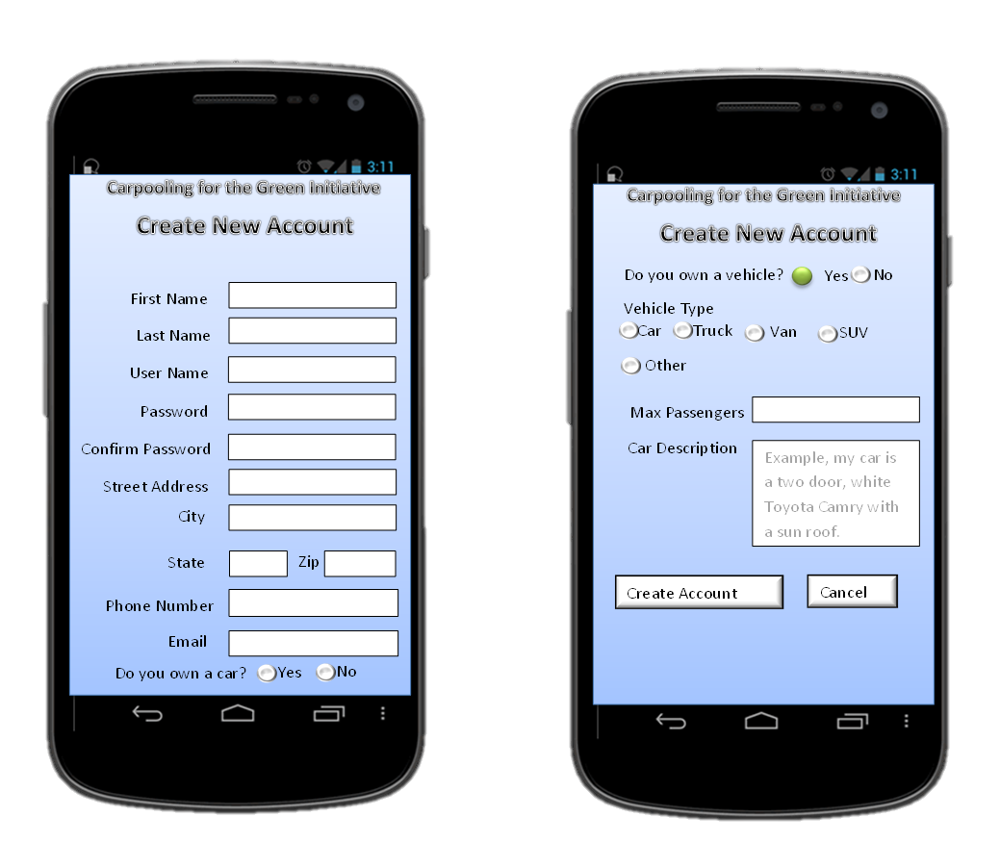 3:11
Carpooling for the Green Initiative
Create New Account
First Name
Last Name
User Name
Password
Confirm Password
Street Address
City
State Zip
Phone Number
Email
Do you own a car? Yes No
3:11
Carpooling for the Green Initiative
Create New Account
Do you own a vehicle? Yes No
Vehicle Type
Car Truck Van SUV
Other
Max Passengers
Car Description
Example, my car is
a two door, white
Toyota Camry with
a sun roof.
Create Account Cancel